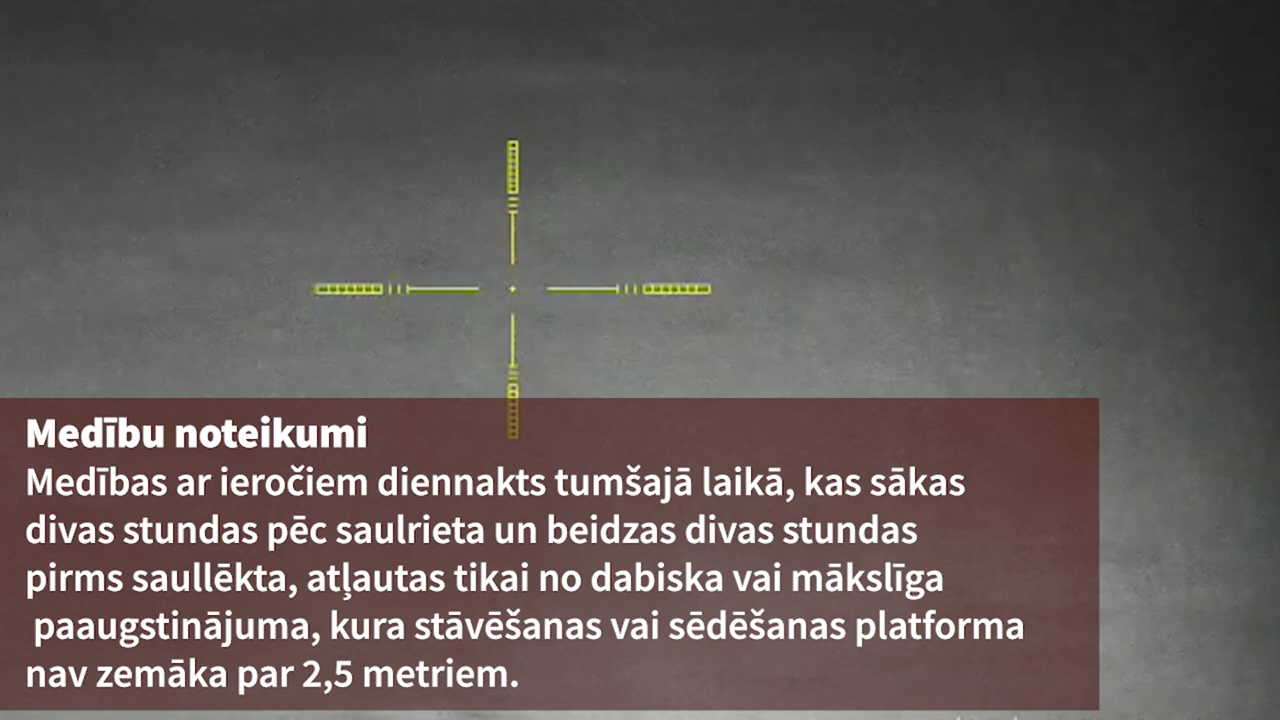 Medību noteikumi
Medības ar ieročiem diennakts tumšajā laikā, kas sākas
divas stundas pēc saulrieta un beidzas divas stundas
pirms saullēkta, atļautas tikai no dabiska vai mākslīga
paaugstinājuma, kura stāvēšanas vai sēdēšanas platforma
nav zemāka par 2,5 metriem.